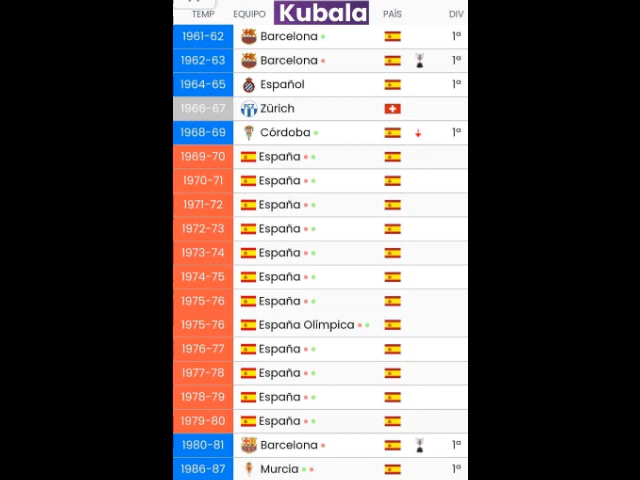 Kubala
TEMP EQUIPO PAÍS DIV
1961-62 Barcelona 1ª
1962-63 Barcelona 1ª
1964-65 Español 1ª
1966-67 Zürich
1968-69 Córdoba 1ª
1969-70 España
1970-71 España
1971-72 España
1972-73 España
1973-74 España
1974-75 España
1975-76 España
1975-76 España Olímpica
1976-77 España
1977-78 España
1978-79 España
1979-80 España
1980-81 Barcelona 1ª
1986-87 Murcia 1ª